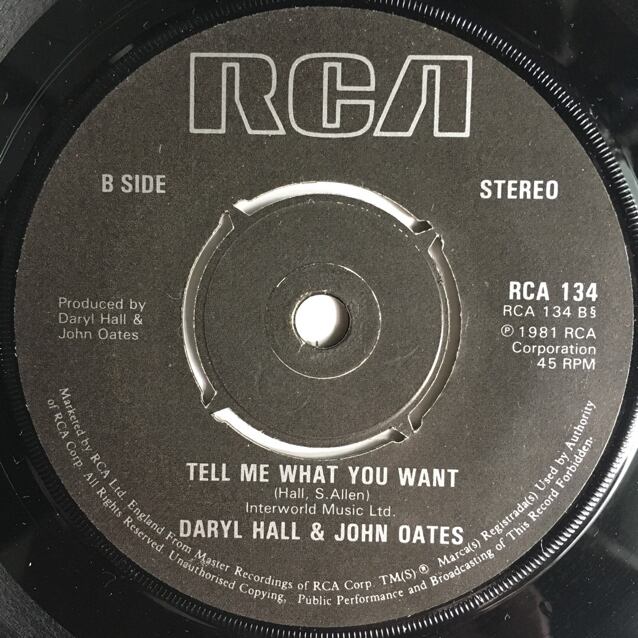 RCA
B SIDE
STEREO
RCA 134
RCA 134 B§
℗ 1981 RCA
Corporation
45 RPM
Produced by
Daryl Hall &
John Oates
TELL ME WHAT YOU WANT
(Hall, S.Allen)
Interworld Music Ltd.
DARYL HALL & JOHN OATES
Marketed by RCA Ltd. England From Master Recordings of RCA Corp. TM(S) ® Marca(s) Registrada(s) Used by Authority
of RCA Corp. All Rights Reserved. Unauthorised Copying, Public Performance and Broadcasting of This Record Forbidden.